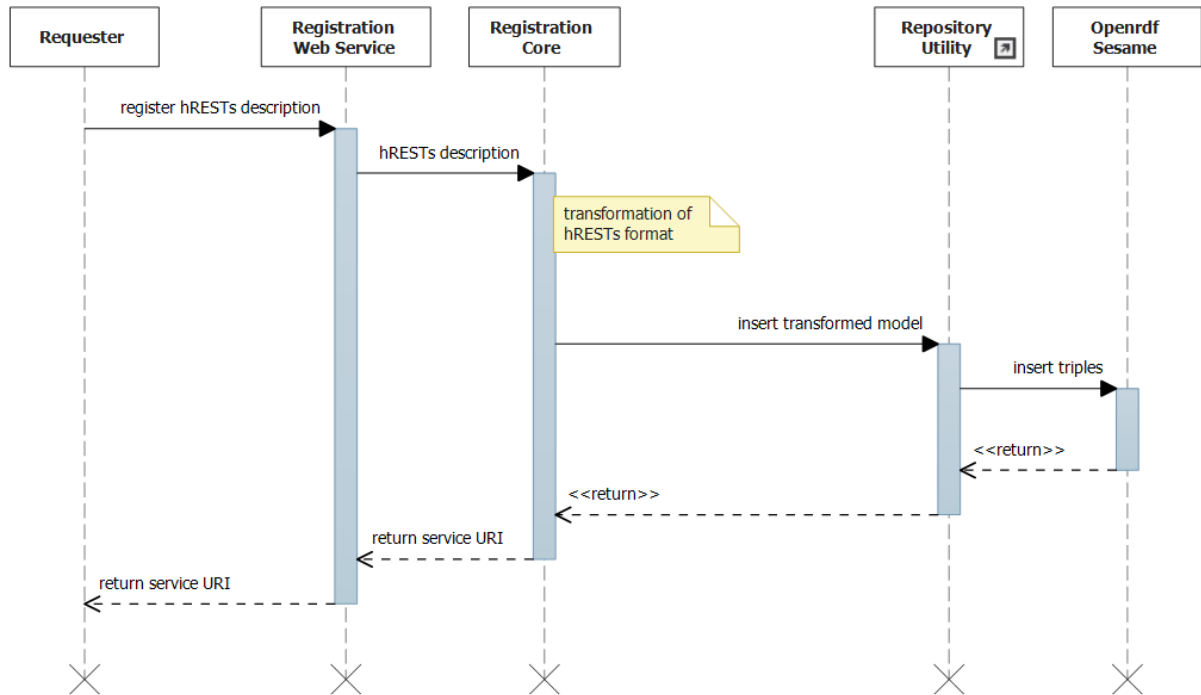 Requester
Registration
Web Service
Registration
Core
Repository
Utility
Openrdf
Sesame
register hRESTs description
hRESTs description
transformation of
hRESTs format
insert transformed model
insert triples
<<return>>
<<return>>
return service URI
return service URI